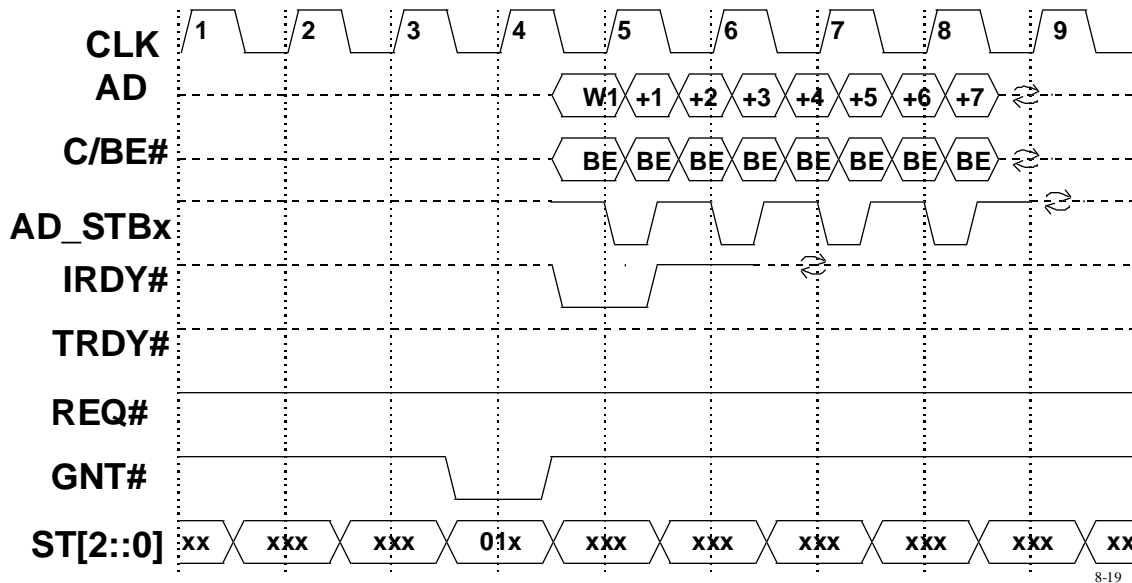 CLK 1 2 3 4 5 6 7 8 9
AD W1 +1 +2 +3 +4 +5 +6 +7
C/BE# BE BE BE BE BE BE BE BE
AD_STBx
IRDY#
TRDY#
REQ#
GNT#
ST[2::0] xx xxx xxx 01x xxx xxx xxx xxx xxx xx
8-19